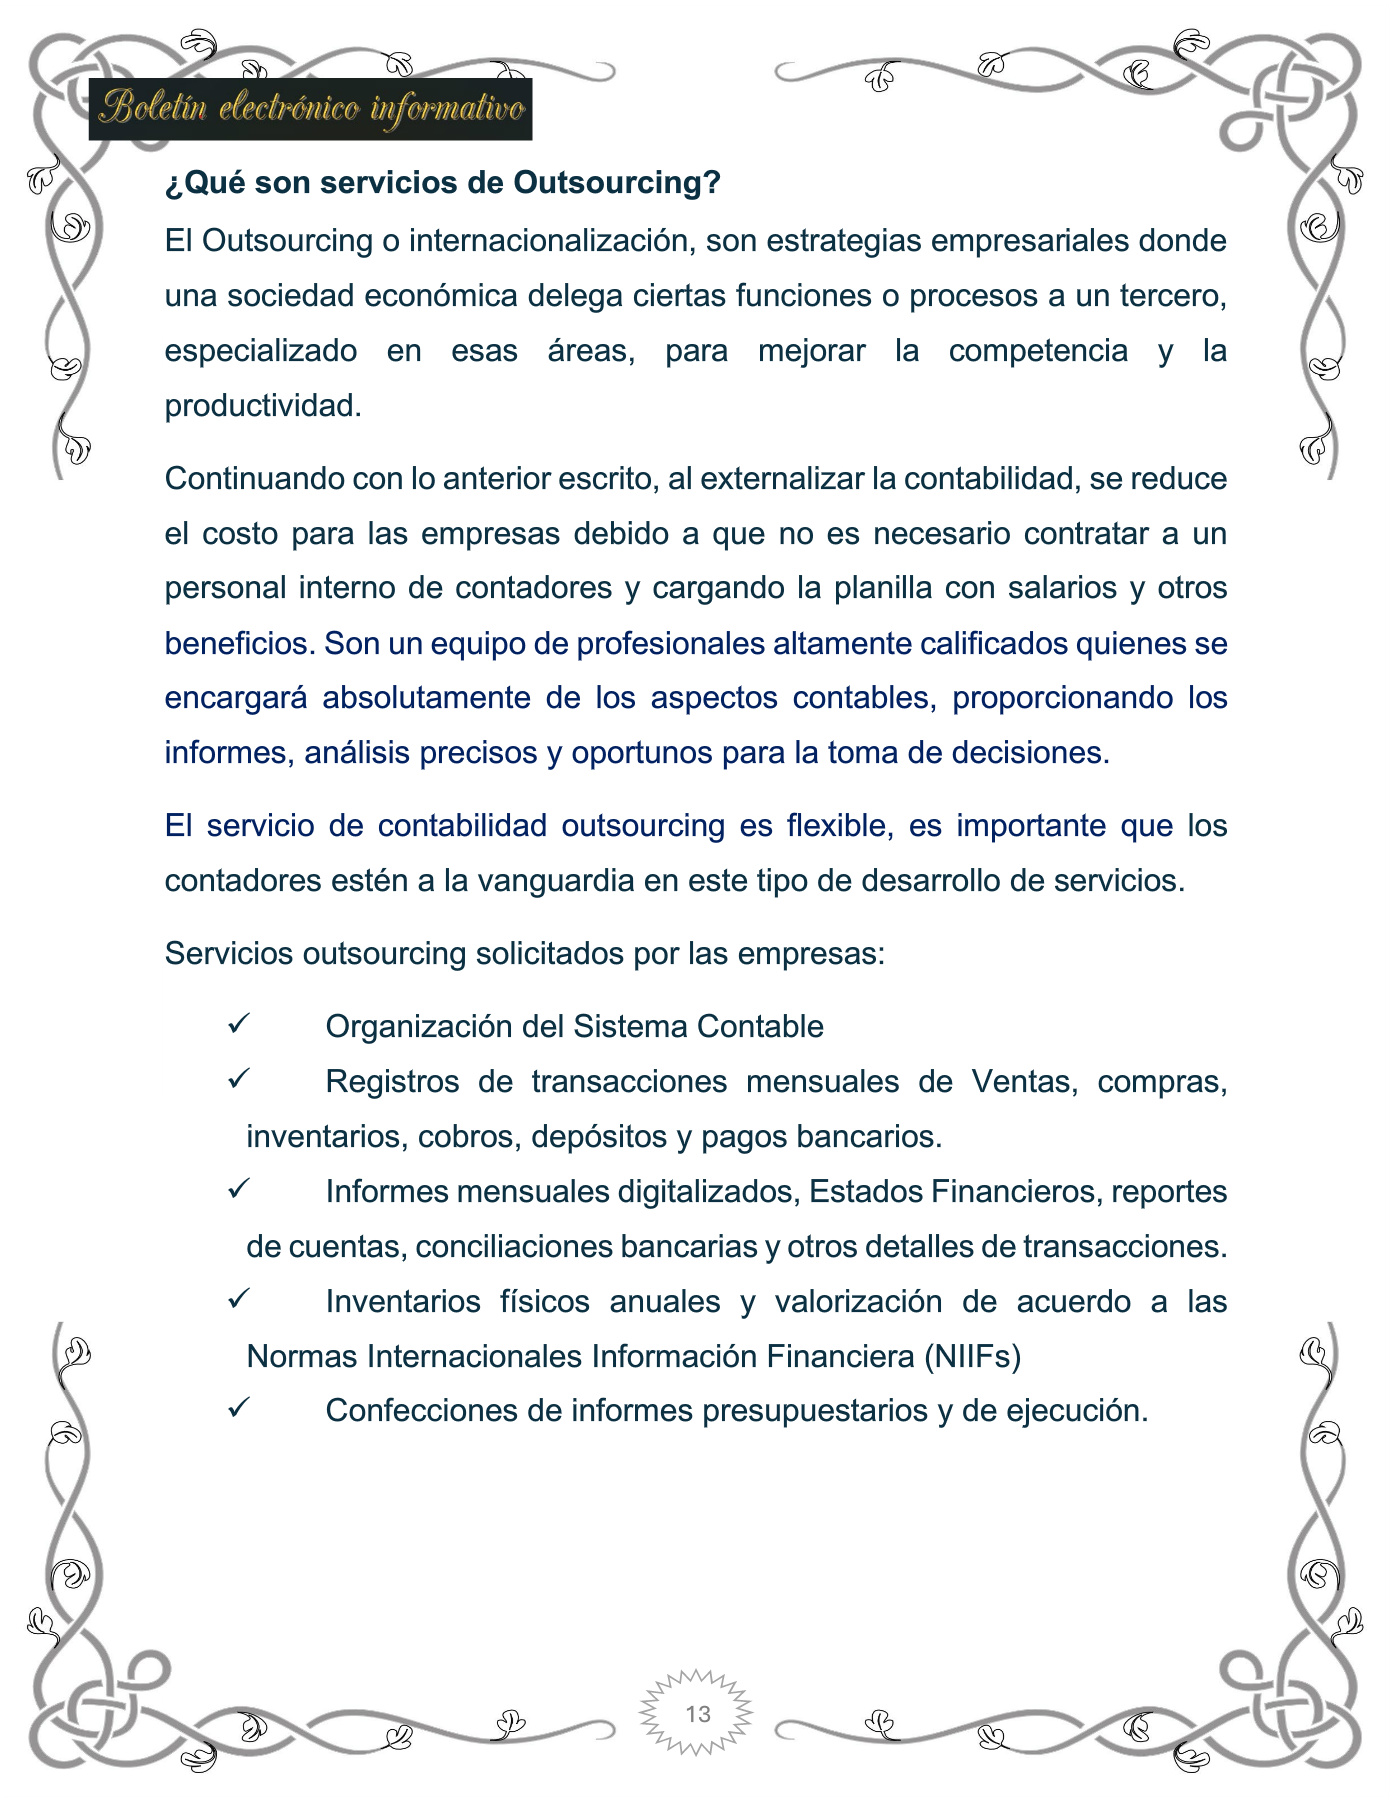 Boletín electrónico informativo
¿Qué son servicios de Outsourcing?
El Outsourcing o internacionalización, son estrategias empresariales donde
una sociedad económica delega ciertas funciones o procesos a un tercero,
especializado en esas áreas, para mejorar la competencia y la
productividad.
Continuando con lo anterior escrito, al externalizar la contabilidad, se reduce
el costo para las empresas debido a que no es necesario contratar a un
personal interno de contadores y cargando la planilla con salarios y otros
beneficios. Son un equipo de profesionales altamente calificados quienes se
encargará absolutamente de los aspectos contables, proporcionando los
informes, análisis precisos y oportunos para la toma de decisiones.
El servicio de contabilidad outsourcing es flexible, es importante que los
contadores estén a la vanguardia en este tipo de desarrollo de servicios.
Servicios outsourcing solicitados por las empresas:
✓ Organización del Sistema Contable
✓ Registros de transacciones mensuales de Ventas, compras,
inventarios, cobros, depósitos y pagos bancarios.
✓ Informes mensuales digitalizados, Estados Financieros, reportes
de cuentas, conciliaciones bancarias y otros detalles de transacciones.
✓ Inventarios físicos anuales y valorización de acuerdo a las
Normas Internacionales Información Financiera (NIIFs)
✓ Confecciones de informes presupuestarios y de ejecución.
13